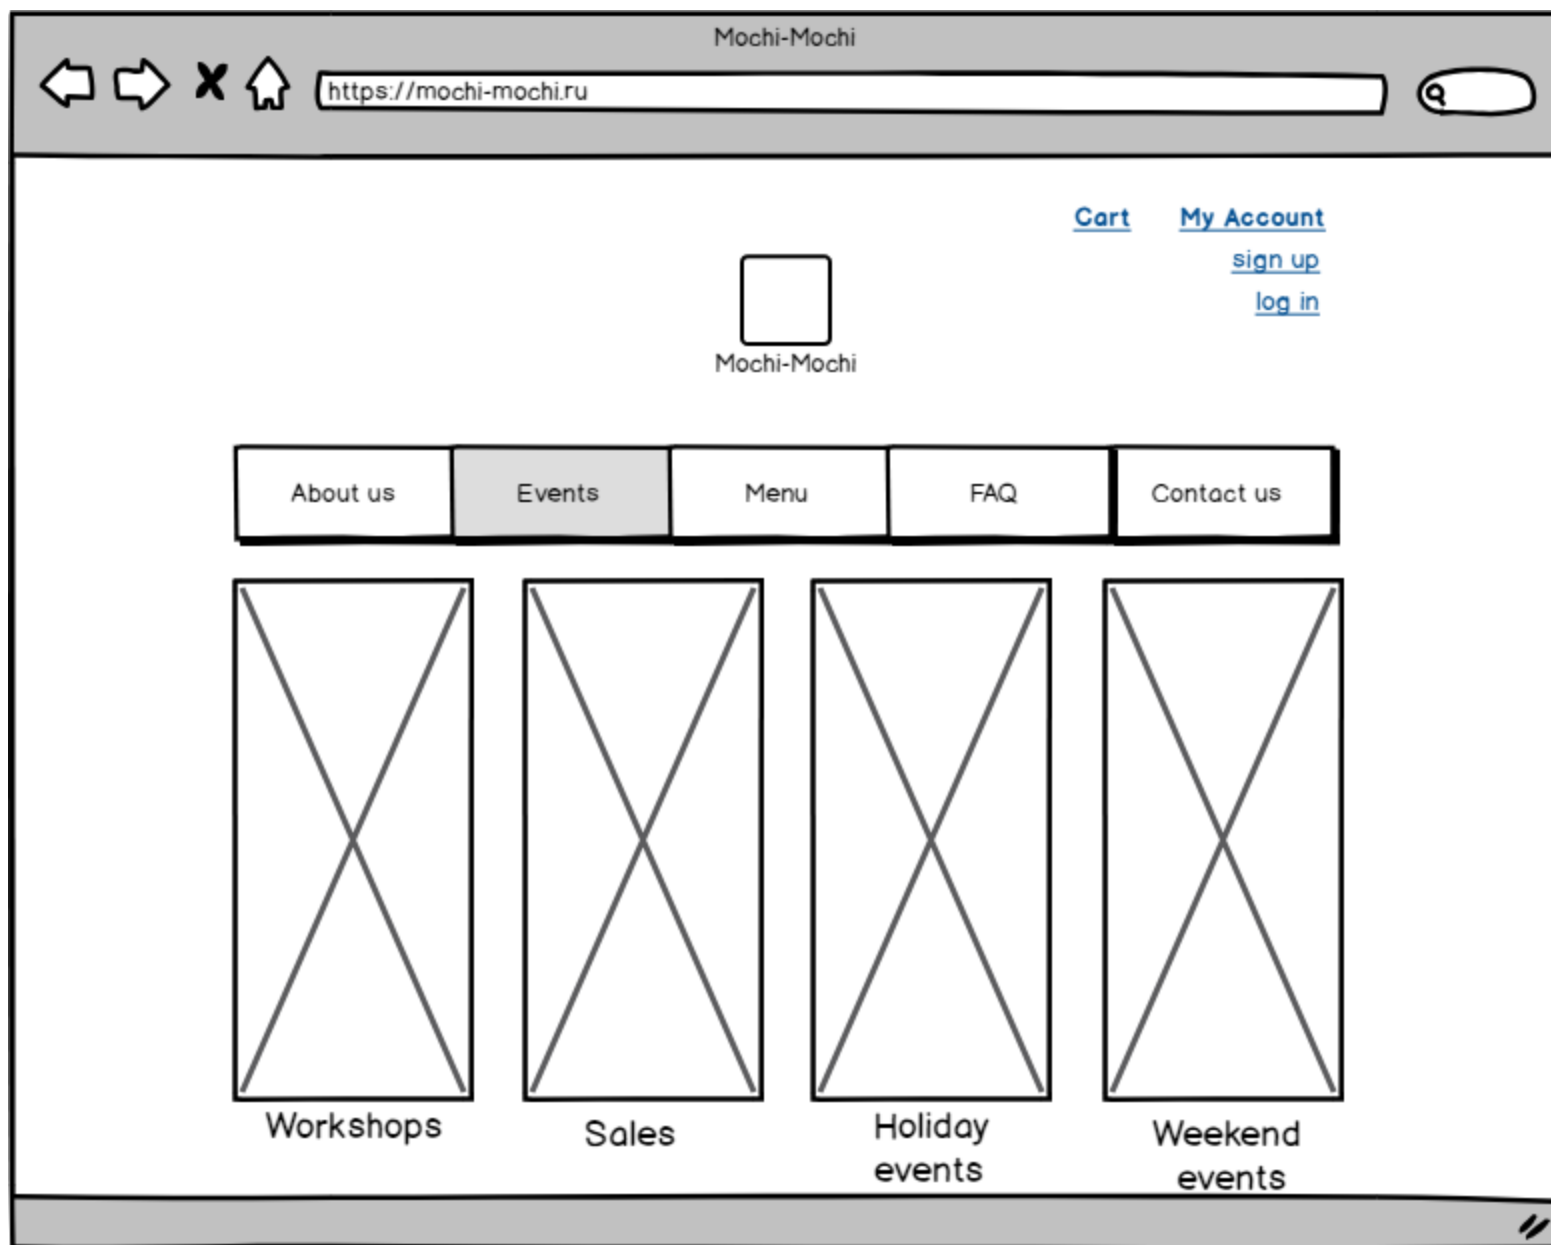 Mochi-Mochi
https://mochi-mochi.ru
Cart
My Account
sign up
log in
Mochi-Mochi
About us
Events
Menu
FAQ
Contact us
Workshops
Sales
Holiday
events
Weekend
events